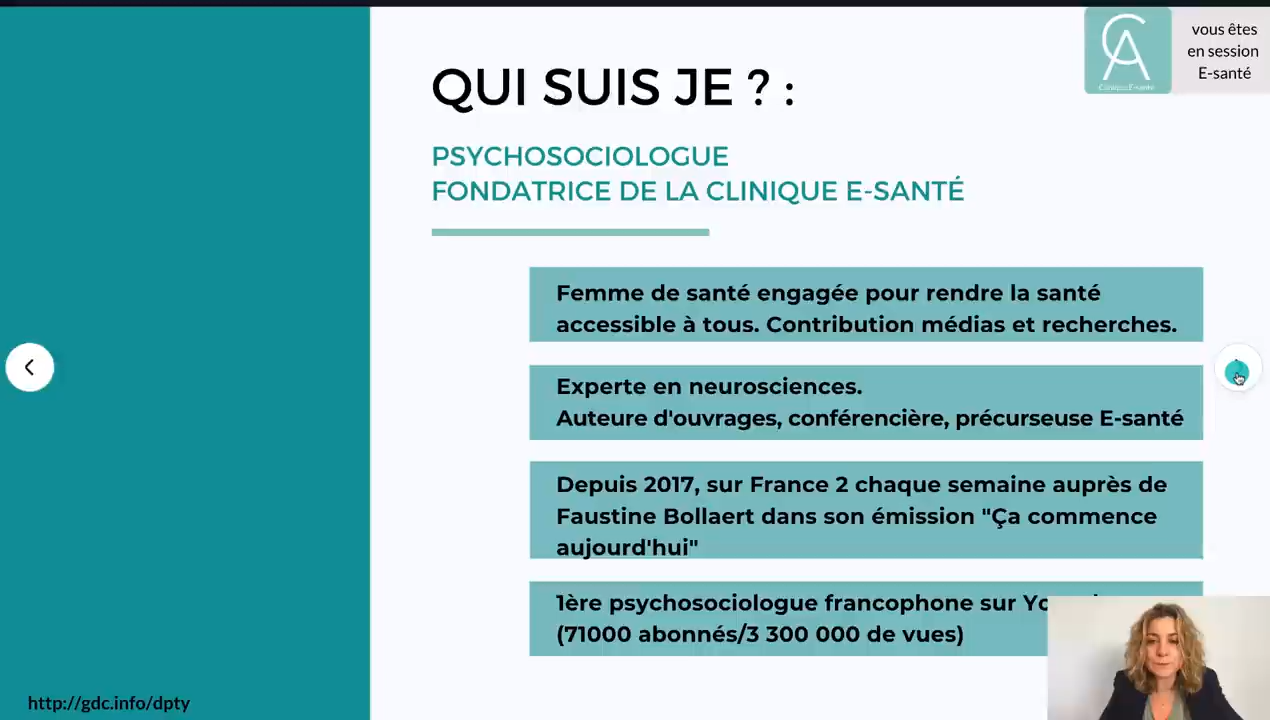 QUI SUIS JE ? :
vous êtes
en session
E-santé
CA
Clinique E-santé
PSYCHOSOCIOLOGUE
FONDATRICE DE LA CLINIQUE E-SANTÉ
Femme de santé engagée pour rendre la santé
accessible à tous. Contribution médias et recherches.
Experte en neurosciences.
Auteure d'ouvrages, conférencière, précurseuse E-santé
Depuis 2017, sur France 2 chaque semaine auprès de
Faustine Bollaert dans son émission "Ça commence
aujourd'hui"
1ère psychosociologue francophone sur
(71000 abonnés/3 300 000 de vues)
http://gdc.info/dpty